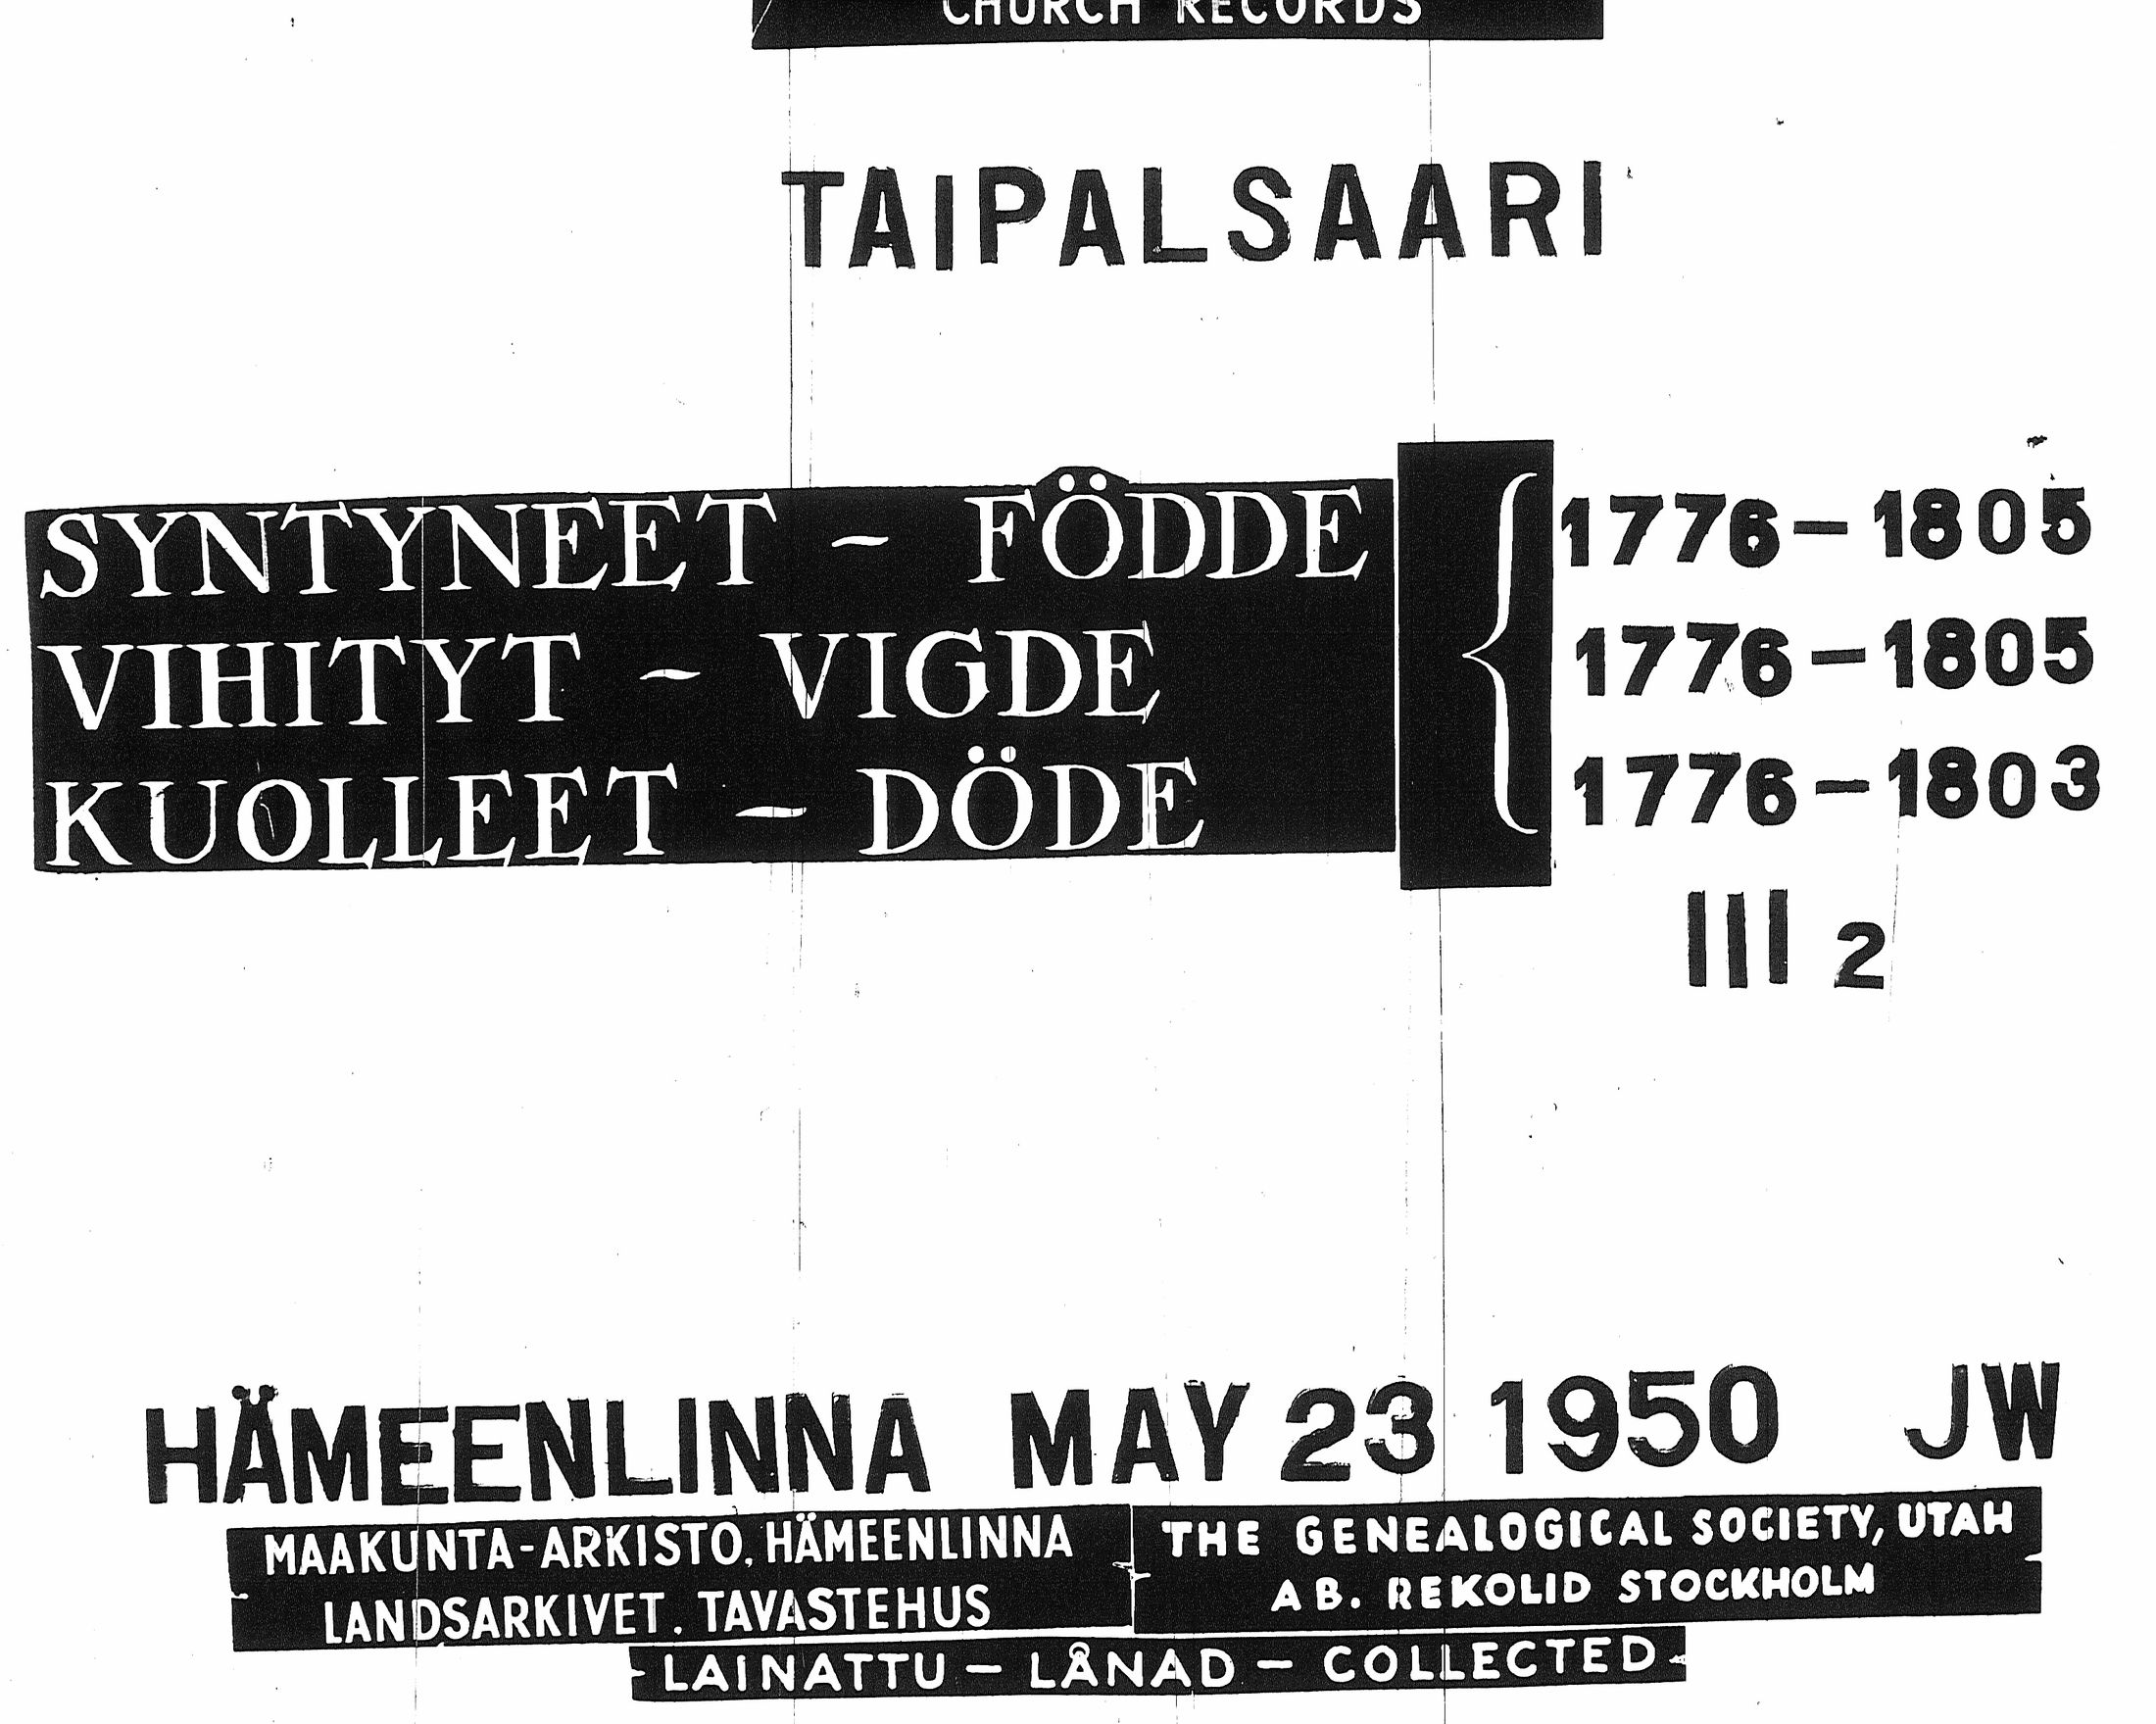 CHURCH RECORDS
TAIPALSAARI
SYNTYNEET - FÖDDE 1776-1805
VIHITYT - VIGDE 1776-1805
KUOLLEET - DÖDE 1776-1803
III 2
HÄMEENLINNA MAY 23 1950 JW
MAAKUNTA-ARKISTO, HÄMEENLINNA
LANDSARKIVET. TAVASTEHUS
THE GENEALOGICAL SOCIETY, UTAH
AB. REKOLID STOCKHOLM
LAINATTU - LÅNAD - COLLECTED